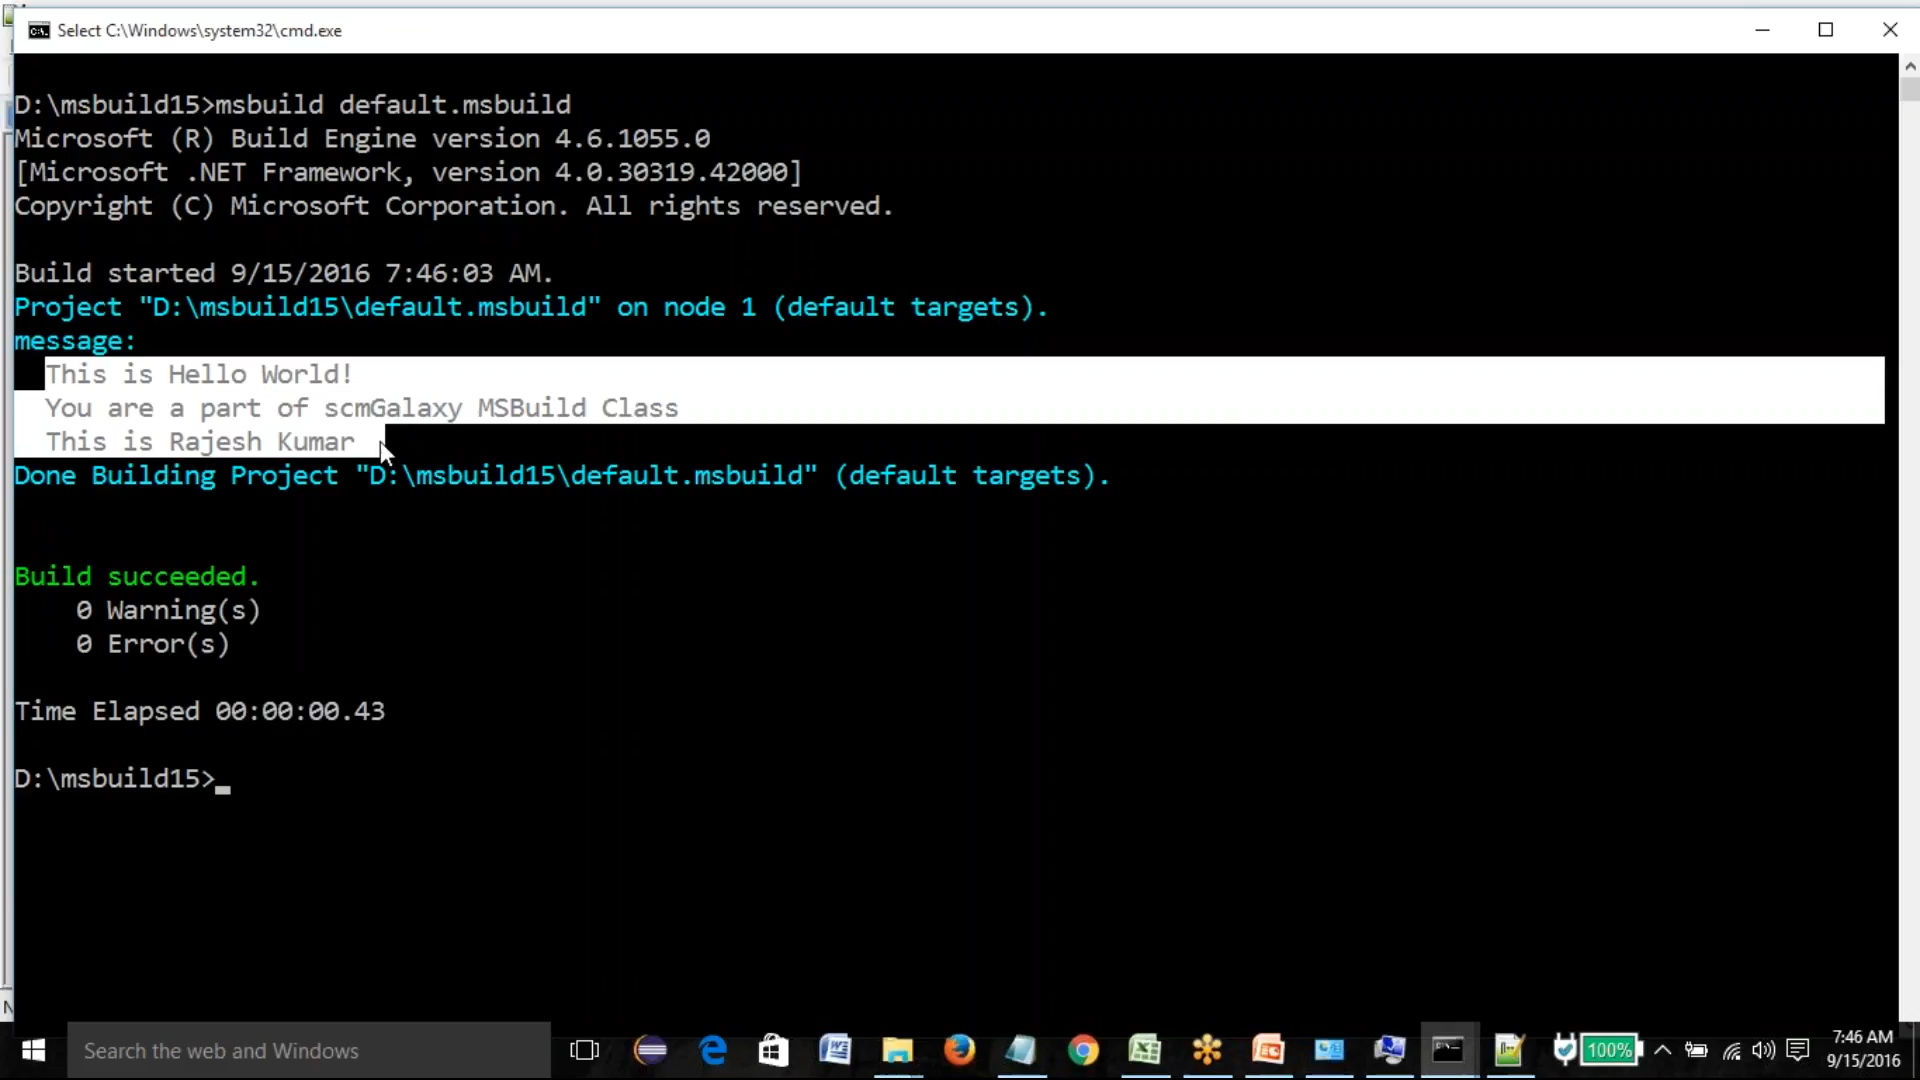 Select C:\Windows\system32\cmd.exe
D:\msbuild15>msbuild default.msbuild
Microsoft (R) Build Engine version 4.6.1055.0
[Microsoft .NET Framework, version 4.0.30319.42000]
Copyright (C) Microsoft Corporation. All rights reserved.
Build started 9/15/2016 7:46:03 AM.
Project "D:\msbuild15\default.msbuild" on node 1 (default targets).
message:
This is Hello World!
You are a part of scmGalaxy MSBuild Class
This is Rajesh Kumar
Done Building Project "D:\msbuild15\default.msbuild" (default targets).
Build succeeded.
0 Warning(s)
0 Error(s)
Time Elapsed 00:00:00.43
D:\msbuild15>
Search the web and Windows
100%
7:46 AM
9/15/2016